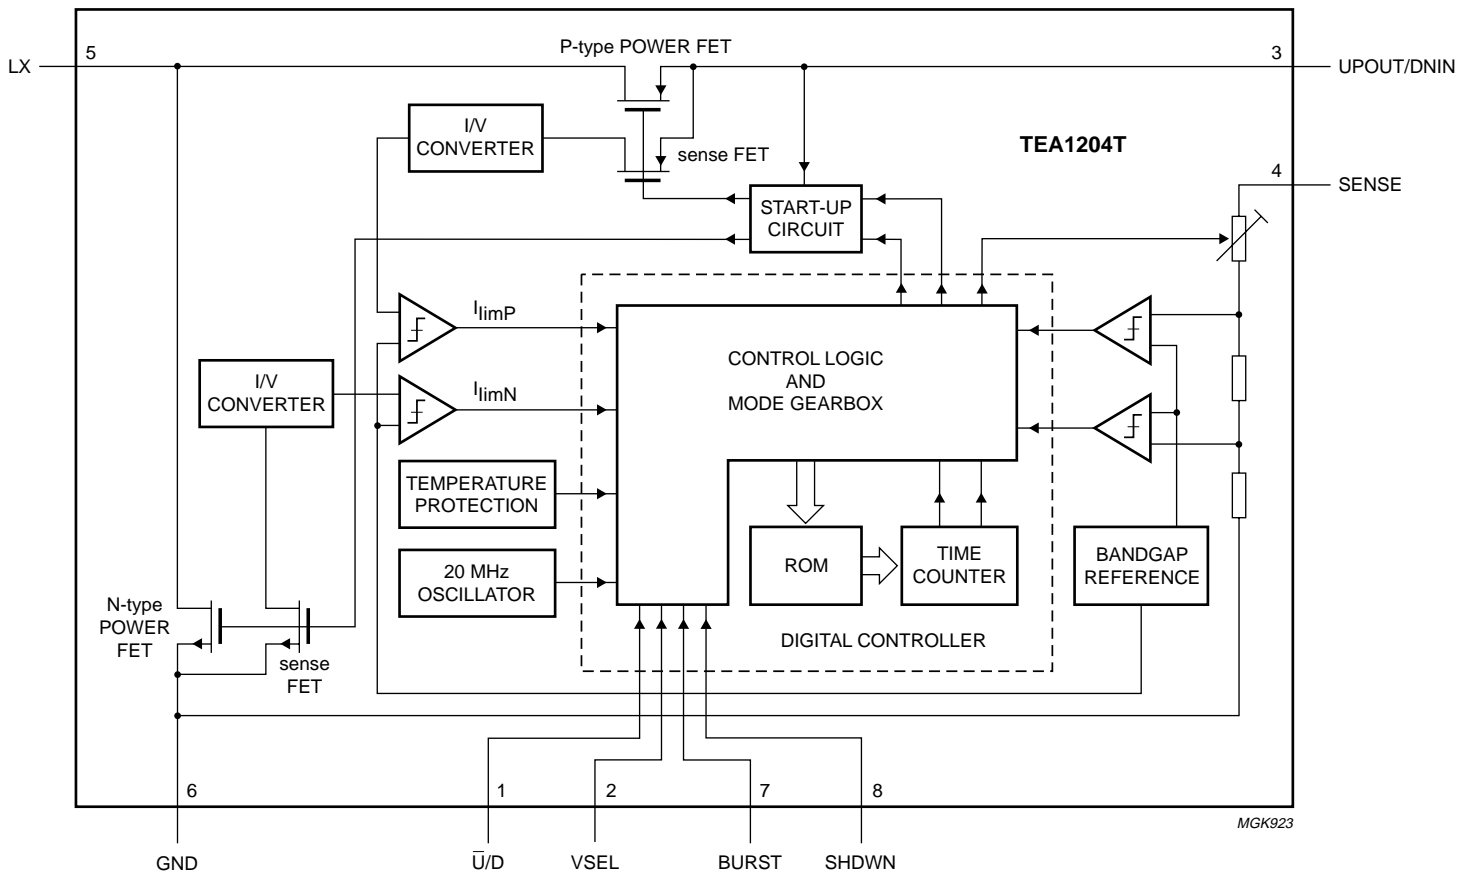 P-type POWER FET
LX
5
3
UPOUT/DNIN
I/V
CONVERTER
sense FET
TEA1204T
4
SENSE
START-UP
CIRCUIT
IlimP
CONTROL LOGIC
AND
MODE GEARBOX
I/V
CONVERTER
IlimN
TEMPERATURE
PROTECTION
20 MHz
OSCILLATOR
ROM
TIME
COUNTER
BANDGAP
REFERENCE
N-type
POWER
FET
sense
FET
DIGITAL CONTROLLER
6
1
2
7
8
MGK923
GND
U̅/D
VSEL
BURST
SHDWN